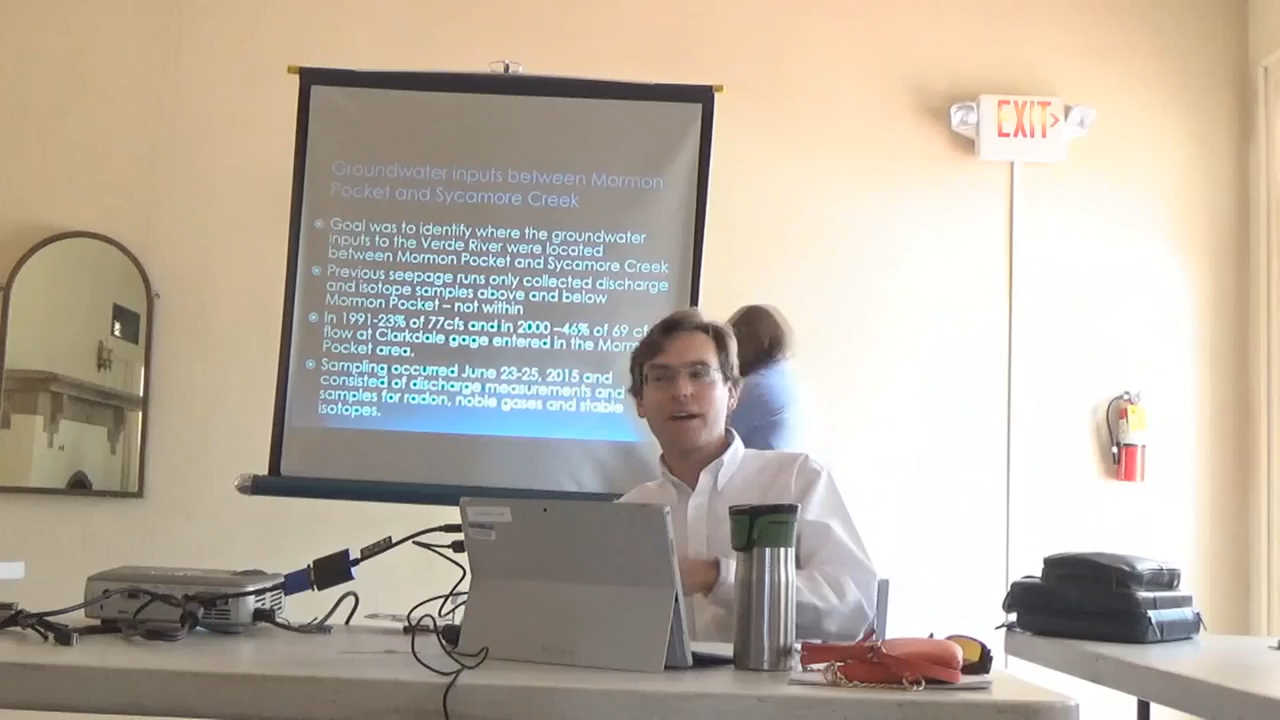 Groundwater inputs between Mormon
Pocket and Sycamore Creek
Goal was to identify where the groundwater
inputs to the Verde River were located
between Mormon Pocket and Sycamore Creek
Previous seepage runs only collected discharge
and isotope samples above and below
Mormon Pocket – not within
In 1991-23% of 77cfs and in 2000 –46% of 69 cf
flow at Clarkdale gage entered in the Morm
Pocket area.
Sampling occurred June 23-25, 2015 and
consisted of discharge measurements and
samples for radon, noble gases and stable
isotopes.
EXIT>